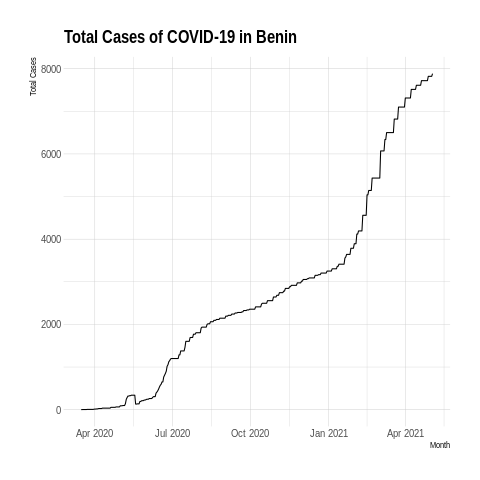 Total Cases of COVID-19 in Benin
Total Cases
8000
6000
4000
2000
0
Apr 2020 Jul 2020 Oct 2020 Jan 2021 Apr 2021
Month